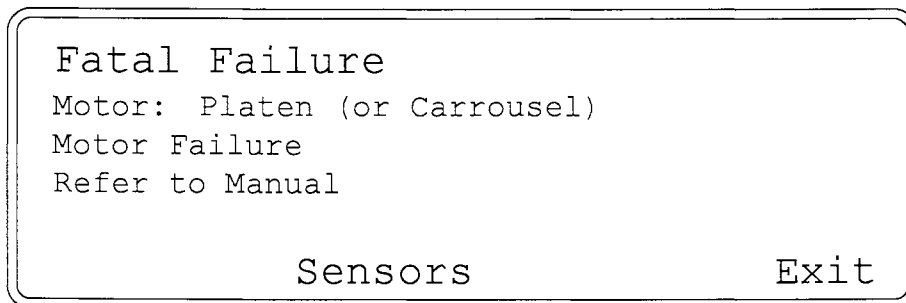 Fatal Failure
Motor: Platen (or Carrousel)
Motor Failure
Refer to Manual
Sensors Exit